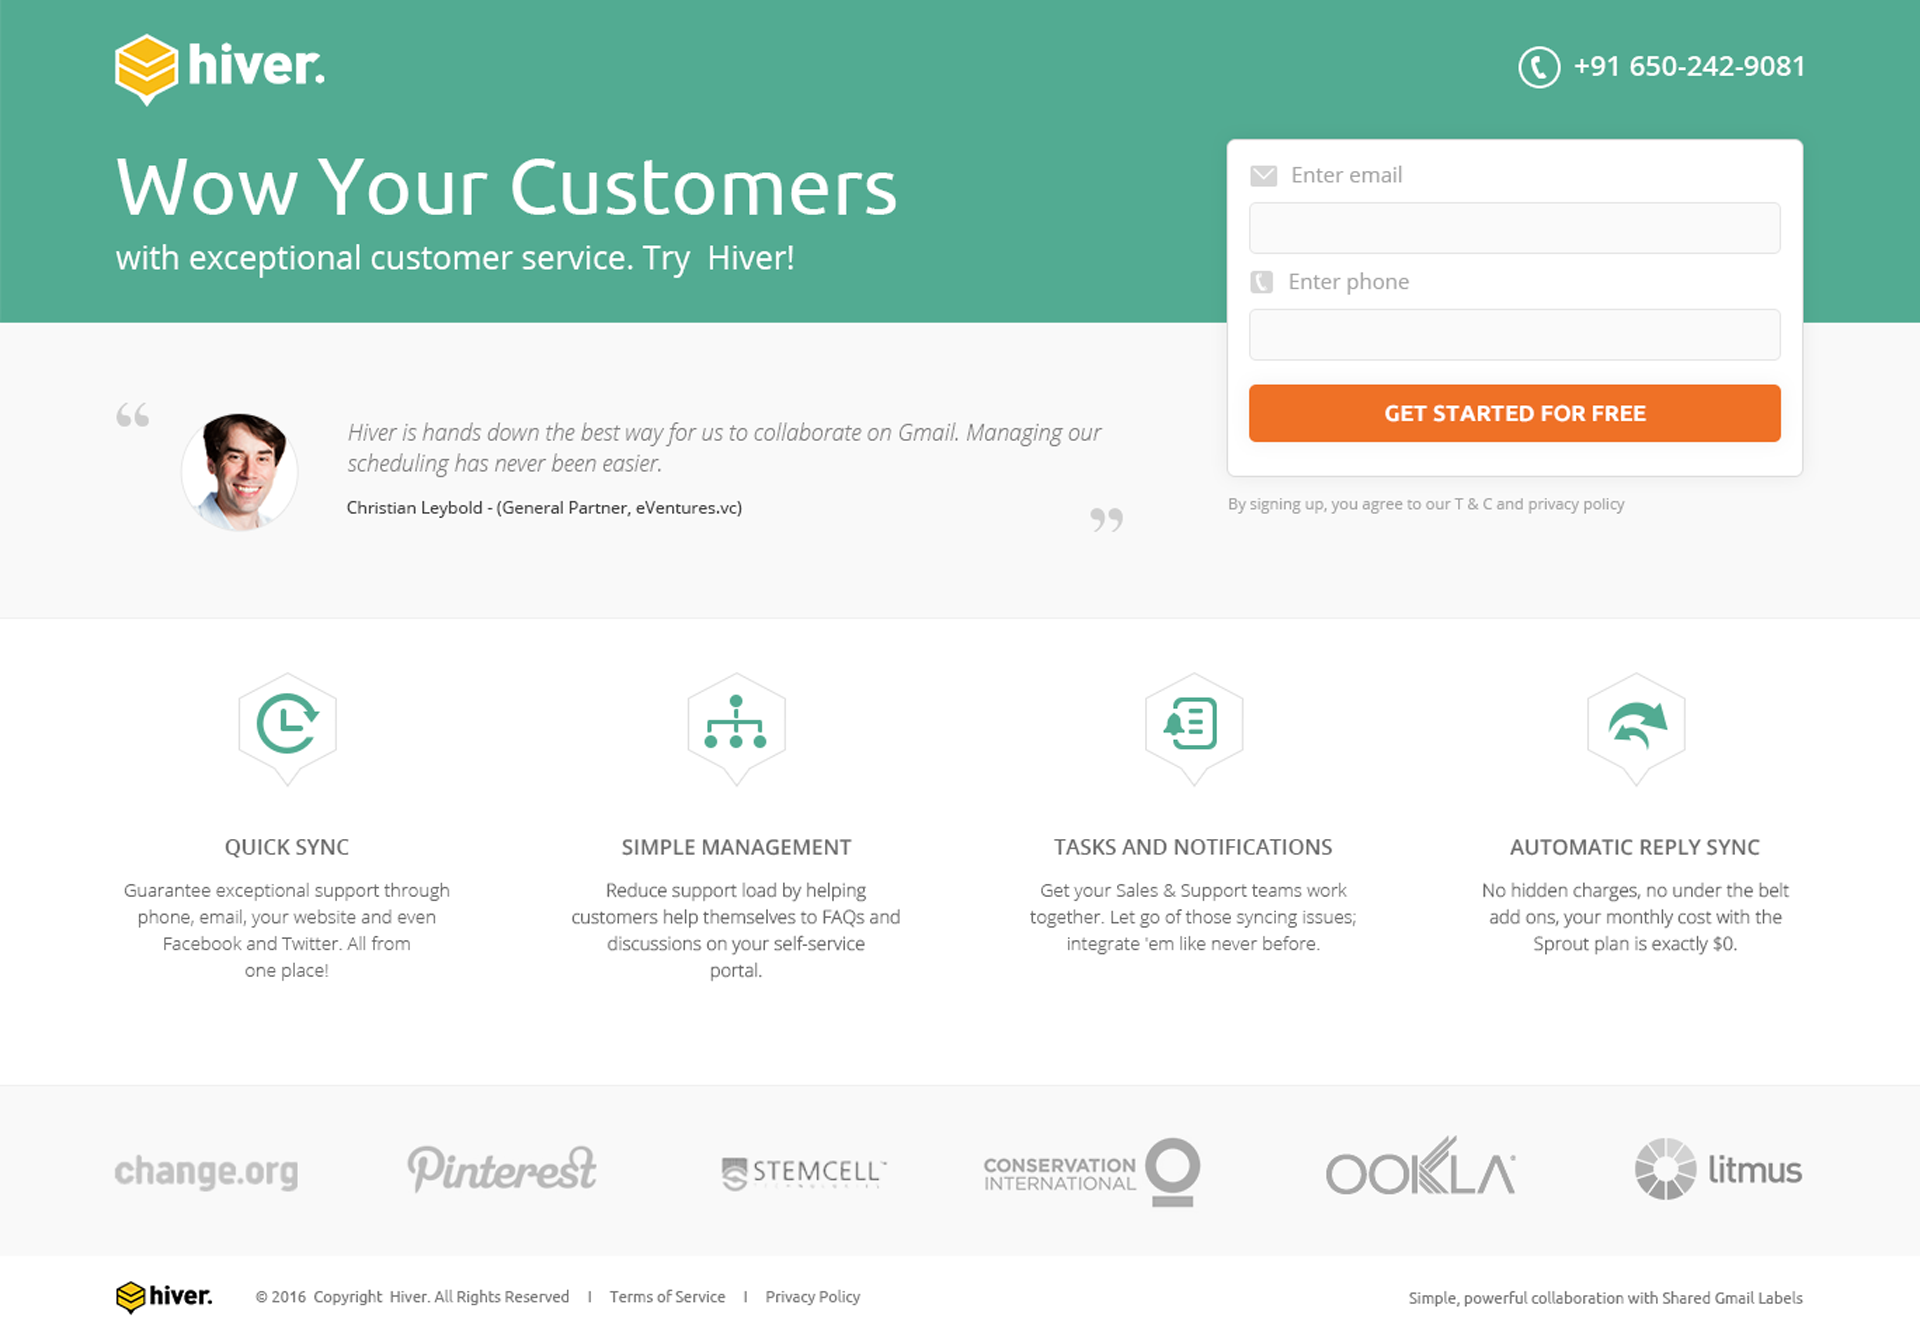 hiver.
+91 650-242-9081
Wow Your Customers
with exceptional customer service. Try Hiver!
Enter email
Enter phone
GET STARTED FOR FREE
By signing up, you agree to our T & C and privacy policy
“
Hiver is hands down the best way for us to collaborate on Gmail. Managing our
scheduling has never been easier.
Christian Leybold - (General Partner, eVentures.vc)
”
QUICK SYNC
Guarantee exceptional support through
phone, email, your website and even
Facebook and Twitter. All from
one place!
SIMPLE MANAGEMENT
Reduce support load by helping
customers help themselves to FAQs and
discussions on your self-service
portal.
TASKS AND NOTIFICATIONS
Get your Sales & Support teams work
together. Let go of those syncing issues;
integrate 'em like never before.
AUTOMATIC REPLY SYNC
No hidden charges, no under the belt
add ons, your monthly cost with the
Sprout plan is exactly $0.
change.org
Pinterest
STEMCELL™
CONSERVATION
INTERNATIONAL
OOKLA
litmus
hiver.
© 2016 Copyright Hiver. All Rights Reserved | Terms of Service | Privacy Policy
Simple, powerful collaboration with Shared Gmail Labels